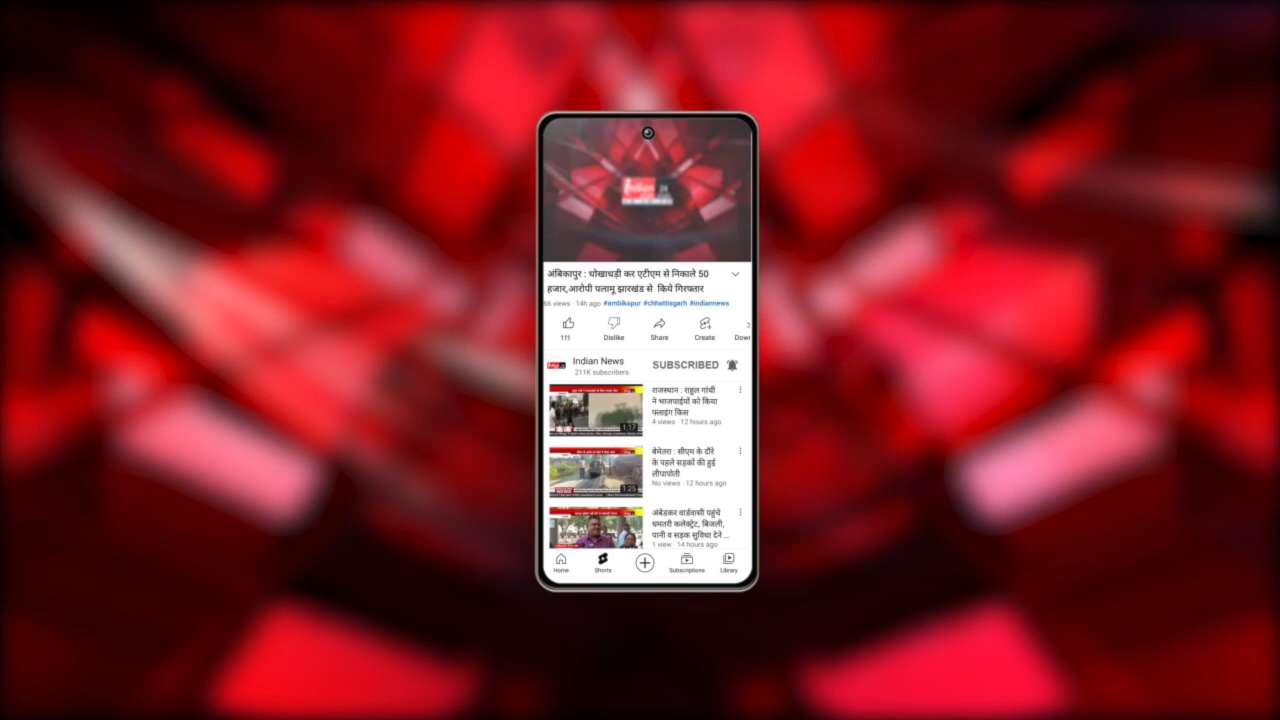 Indian 24
अंबिकापुर : धोखाधड़ी कर एटीएम से निकाले 50
हजार,आरोपी पलामू झारखंड से किये गिरफ्तार
66 views · 14h ago #ambikapur #chhattisgarh #indiannews
111
Dislike
Share
Create
Dow
Indian News
211K subscribers
SUBSCRIBED
राजस्थान : राहुल गांधी
ने भाजपाईयों को किया
फ्लाइंग किस
4 views · 12 hours ago
1:17
बेमेतरा : सीएम के दौरे
के पहले सड़कों की हुई
लीपापोती
No views · 12 hours ago
1:25
अंबेडकर वार्डवासी पहुंचे
धमतरी कलेक्ट्रेट, बिजली,
पानी व सड़क सुविधा देने ...
1 view · 14 hours ago
Home
Shorts
Subscriptions
Library